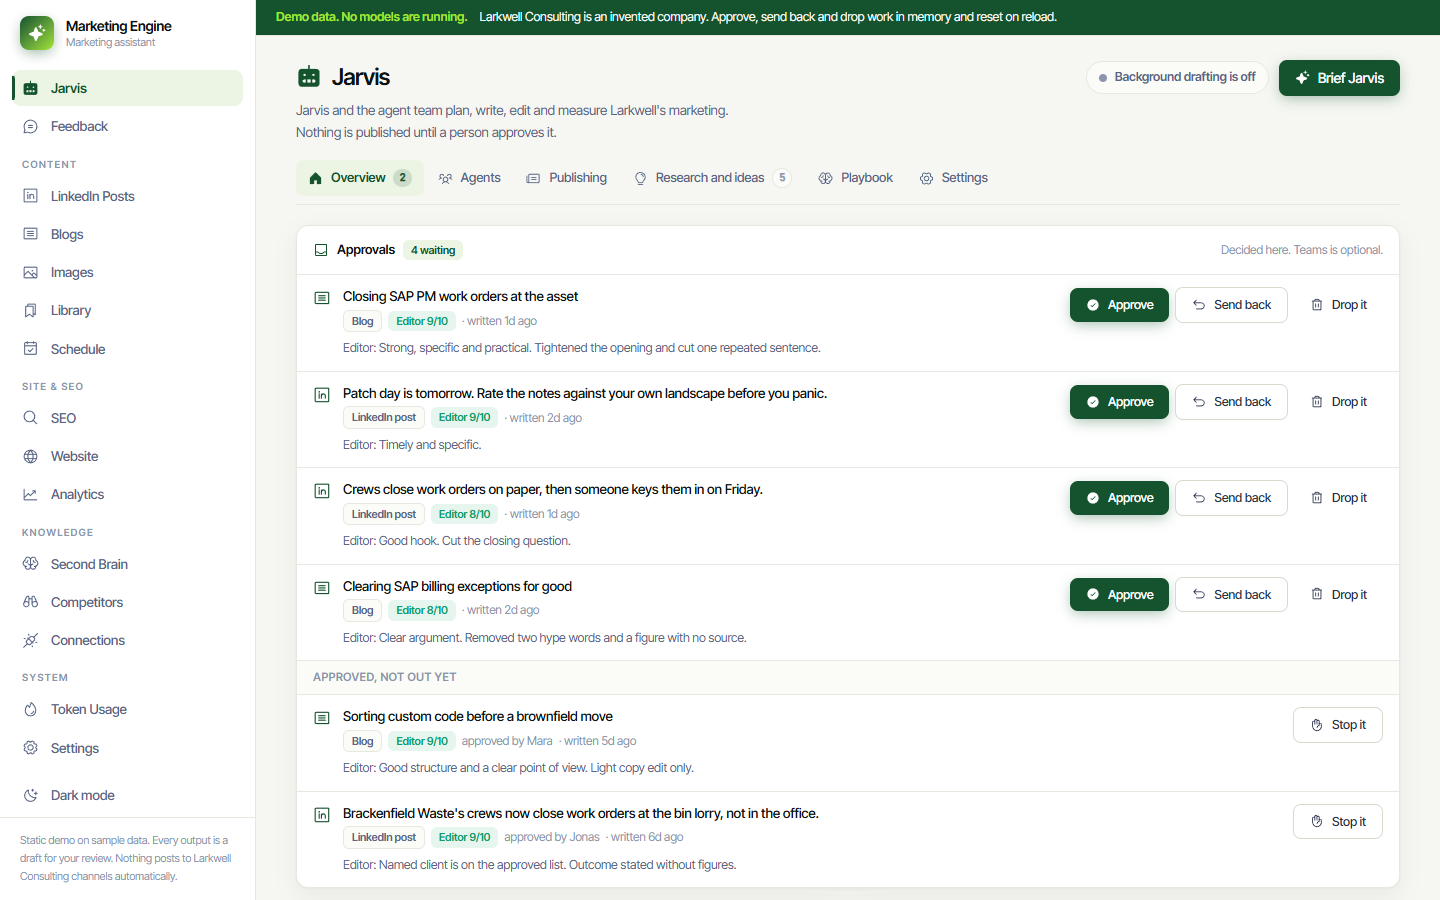 Marketing Engine
Marketing assistant
Jarvis
Feedback
CONTENT
LinkedIn Posts
Blogs
Images
Library
Schedule
SITE & SEO
SEO
Website
Analytics
KNOWLEDGE
Second Brain
Competitors
Connections
SYSTEM
Token Usage
Settings
Dark mode
Static demo on sample data. Every output is a
draft for your review. Nothing posts to Larkwell
Consulting channels automatically.
Demo data. No models are running. Larkwell Consulting is an invented company. Approve, send back and drop work in memory and reset on reload.
Jarvis
Background drafting is off
Brief Jarvis
Jarvis and the agent team plan, write, edit and measure Larkwell's marketing.
Nothing is published until a person approves it.
Overview 2 Agents Publishing Research and ideas 5 Playbook Settings
Approvals 4 waiting Decided here. Teams is optional.
Closing SAP PM work orders at the asset
Blog Editor 9/10 · written 1d ago
Editor: Strong, specific and practical. Tightened the opening and cut one repeated sentence.
Approve Send back Drop it
Patch day is tomorrow. Rate the notes against your own landscape before you panic.
LinkedIn post Editor 9/10 · written 2d ago
Editor: Timely and specific.
Approve Send back Drop it
Crews close work orders on paper, then someone keys them in on Friday.
LinkedIn post Editor 8/10 · written 1d ago
Editor: Good hook. Cut the closing question.
Approve Send back Drop it
Clearing SAP billing exceptions for good
Blog Editor 8/10 · written 2d ago
Editor: Clear argument. Removed two hype words and a figure with no source.
Approve Send back Drop it
APPROVED, NOT OUT YET
Sorting custom code before a brownfield move
Blog Editor 9/10 approved by Mara · written 5d ago
Editor: Good structure and a clear point of view. Light copy edit only.
Stop it
Brackenfield Waste's crews now close work orders at the bin lorry, not in the office.
LinkedIn post Editor 9/10 approved by Jonas · written 6d ago
Editor: Named client is on the approved list. Outcome stated without figures.
Stop it